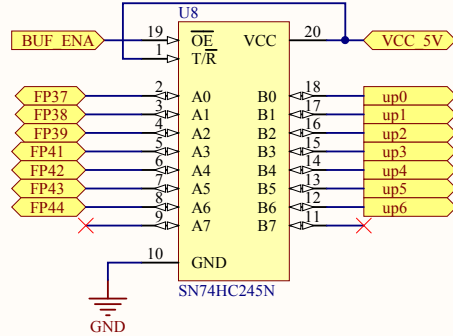 U8
BUF_ENA 19 OE VCC 20 VCC_5V
1 T/R
FP37 2 A0 B0 18 up0
FP38 3 A1 B1 17 up1
FP39 4 A2 B2 16 up2
FP41 5 A3 B3 15 up3
FP42 6 A4 B4 14 up4
FP43 7 A5 B5 13 up5
FP44 8 A6 B6 12 up6
9 A7 B7 11
10 GND
SN74HC245N
GND